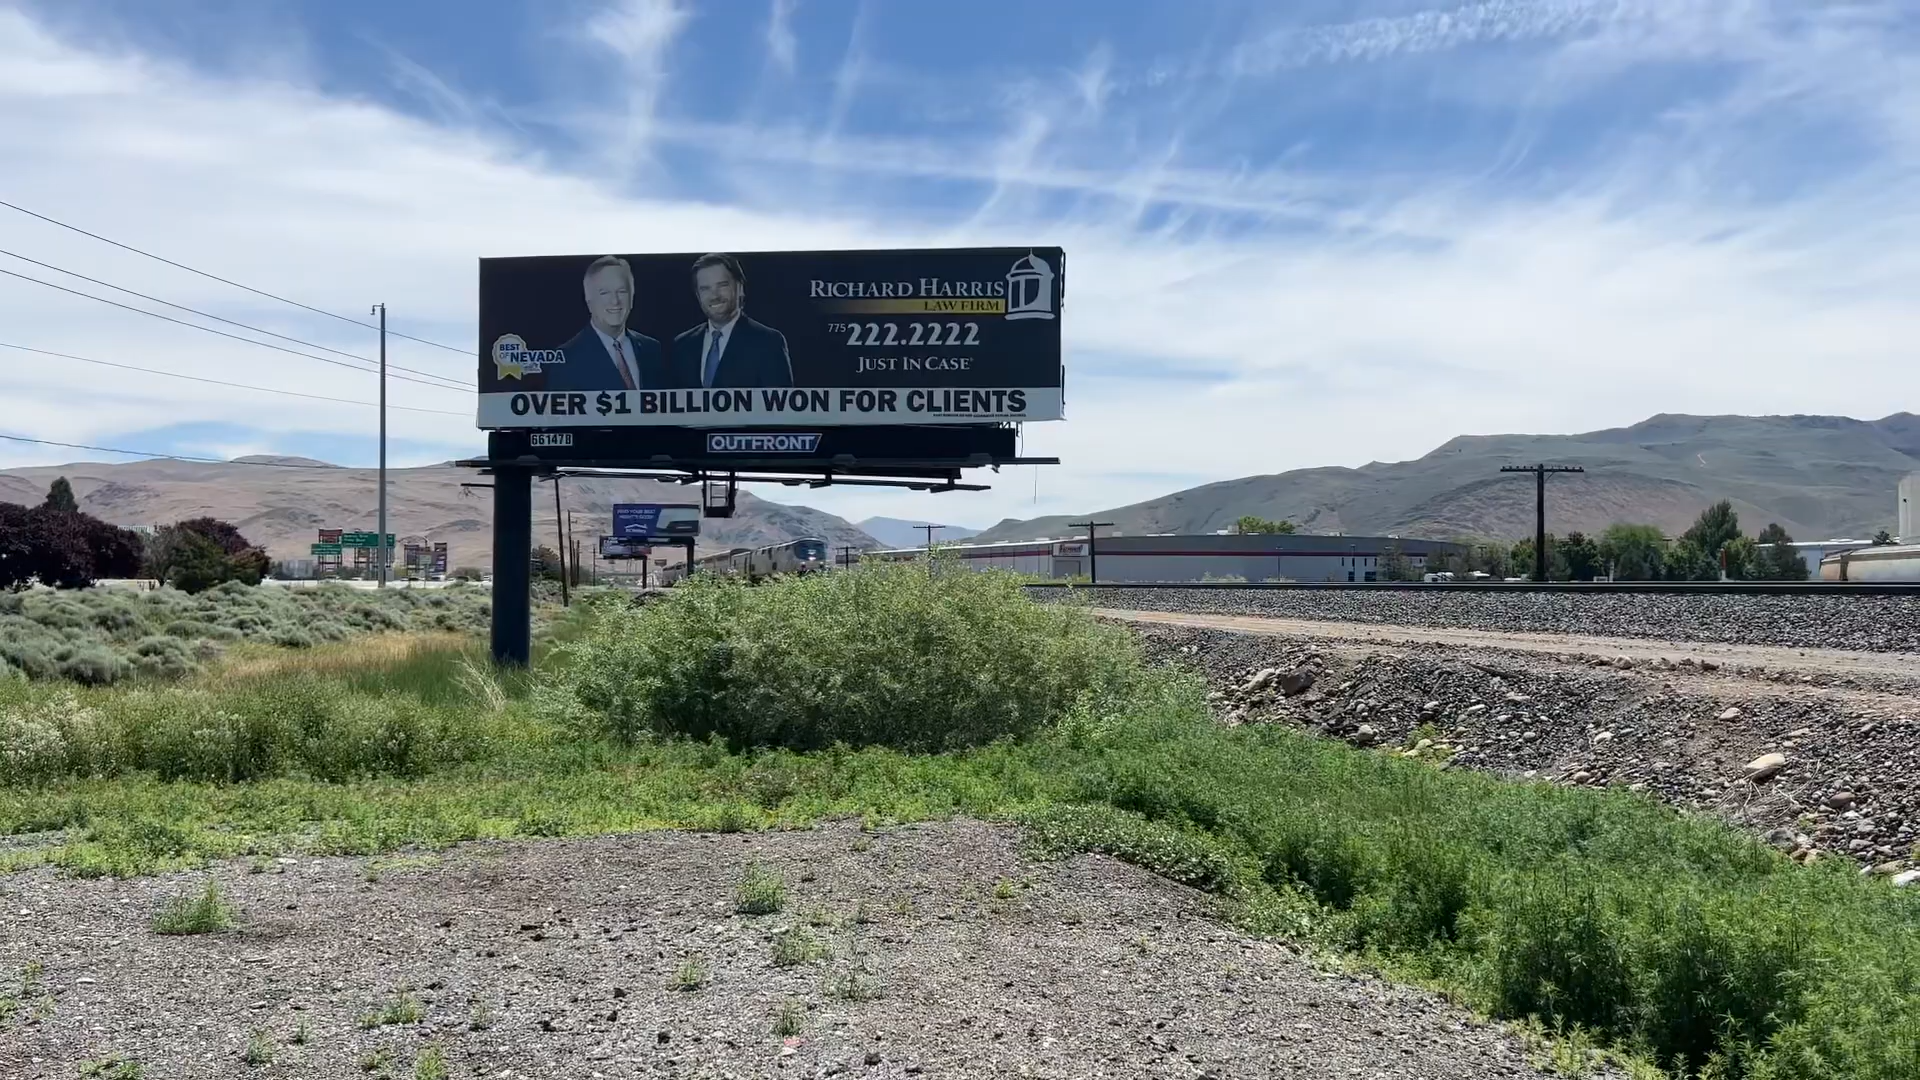 RICHARD HARRIS
LAW FIRM
775 222.2222
JUST IN CASE
BEST
OF NEVADA
OVER $1 BILLION WON FOR CLIENTS
66147B
OUTFRONT